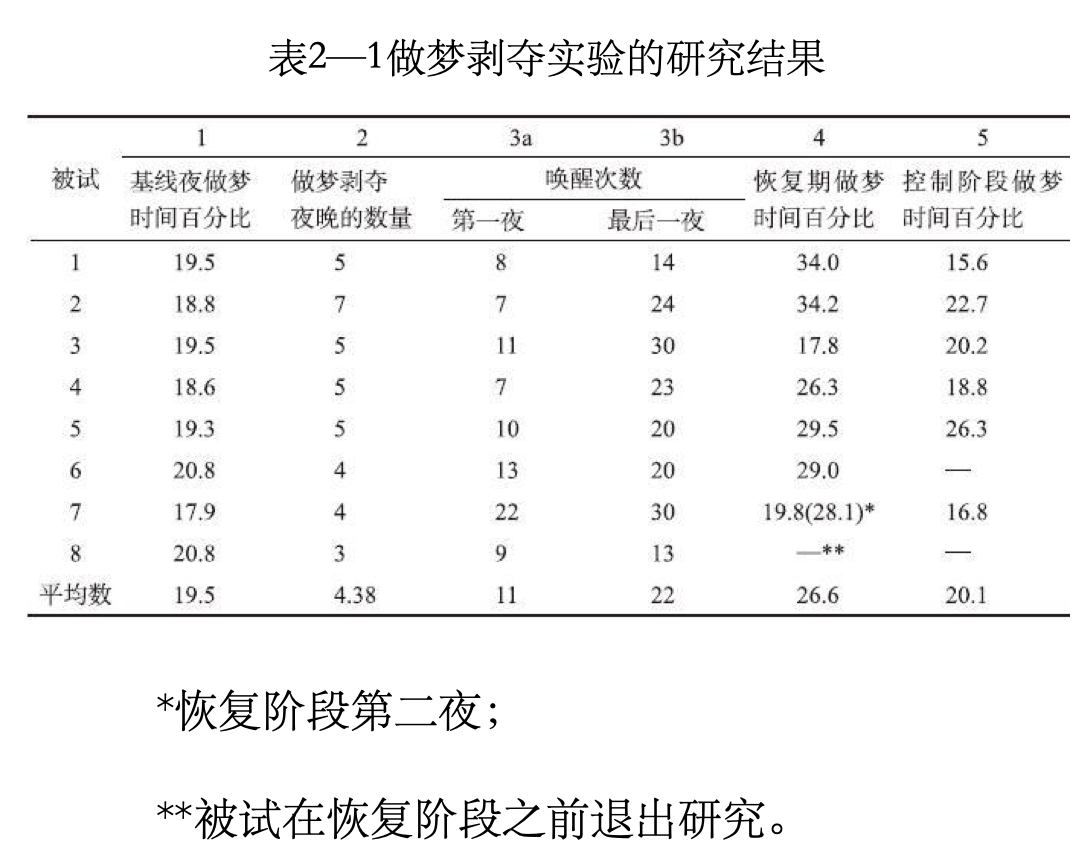 表2—1做梦剥夺实验的研究结果
1 2 3a 3b 4 5
被试 基线夜做梦时间百分比 做梦剥夺夜晚的数量 唤醒次数 恢复期做梦时间百分比 控制阶段做梦时间百分比
第一夜 最后一夜
1 19.5 5 8 14 34.0 15.6
2 18.8 7 7 24 34.2 22.7
3 19.5 5 11 30 17.8 20.2
4 18.6 5 7 23 26.3 18.8
5 19.3 5 10 20 29.5 26.3
6 20.8 4 13 20 29.0 —
7 17.9 4 22 30 19.8(28.1)* 16.8
8 20.8 3 9 13 —** —
平均数 19.5 4.38 11 22 26.6 20.1
*恢复阶段第二夜；
**被试在恢复阶段之前退出研究。